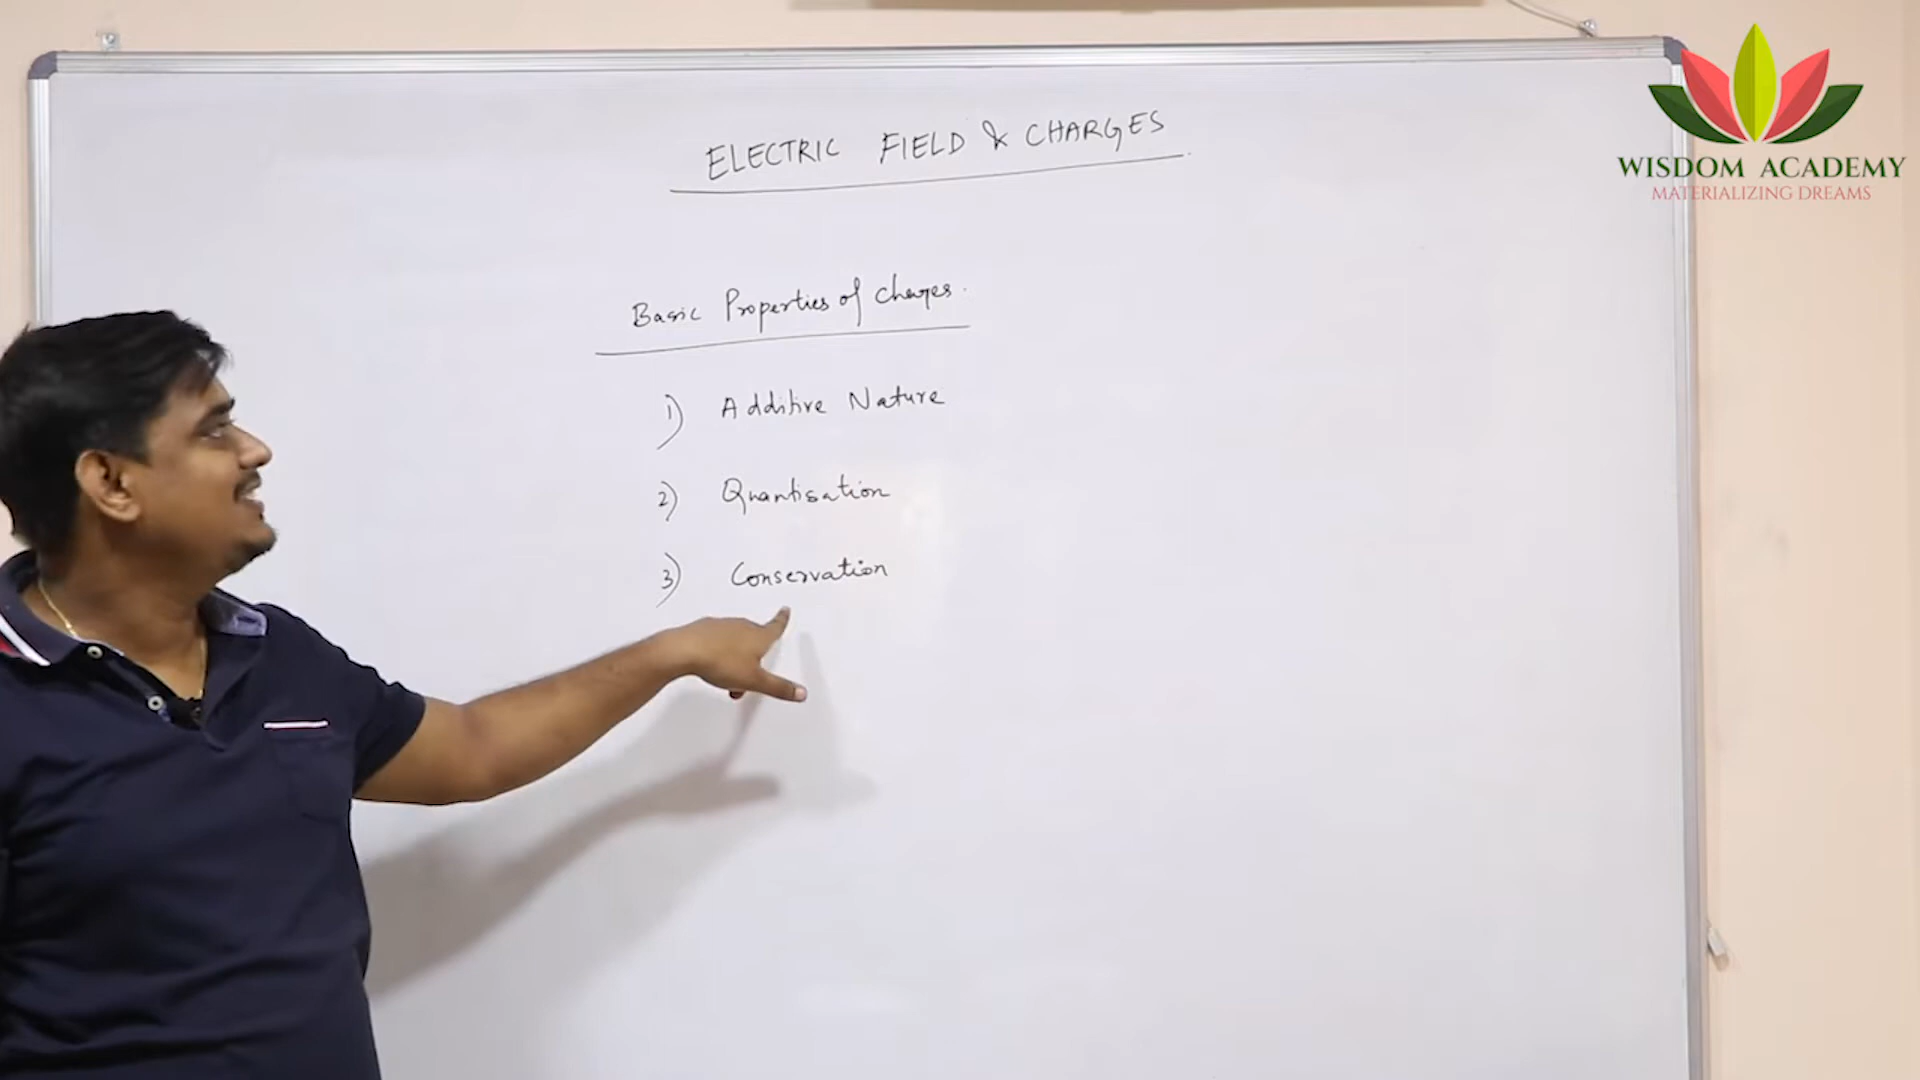 ELECTRIC FIELD & CHARGES
Basic Properties of Charges.
1) Additive Nature
2) Quantisation
3) Conservation
WISDOM ACADEMY
MATERIALIZING DREAMS